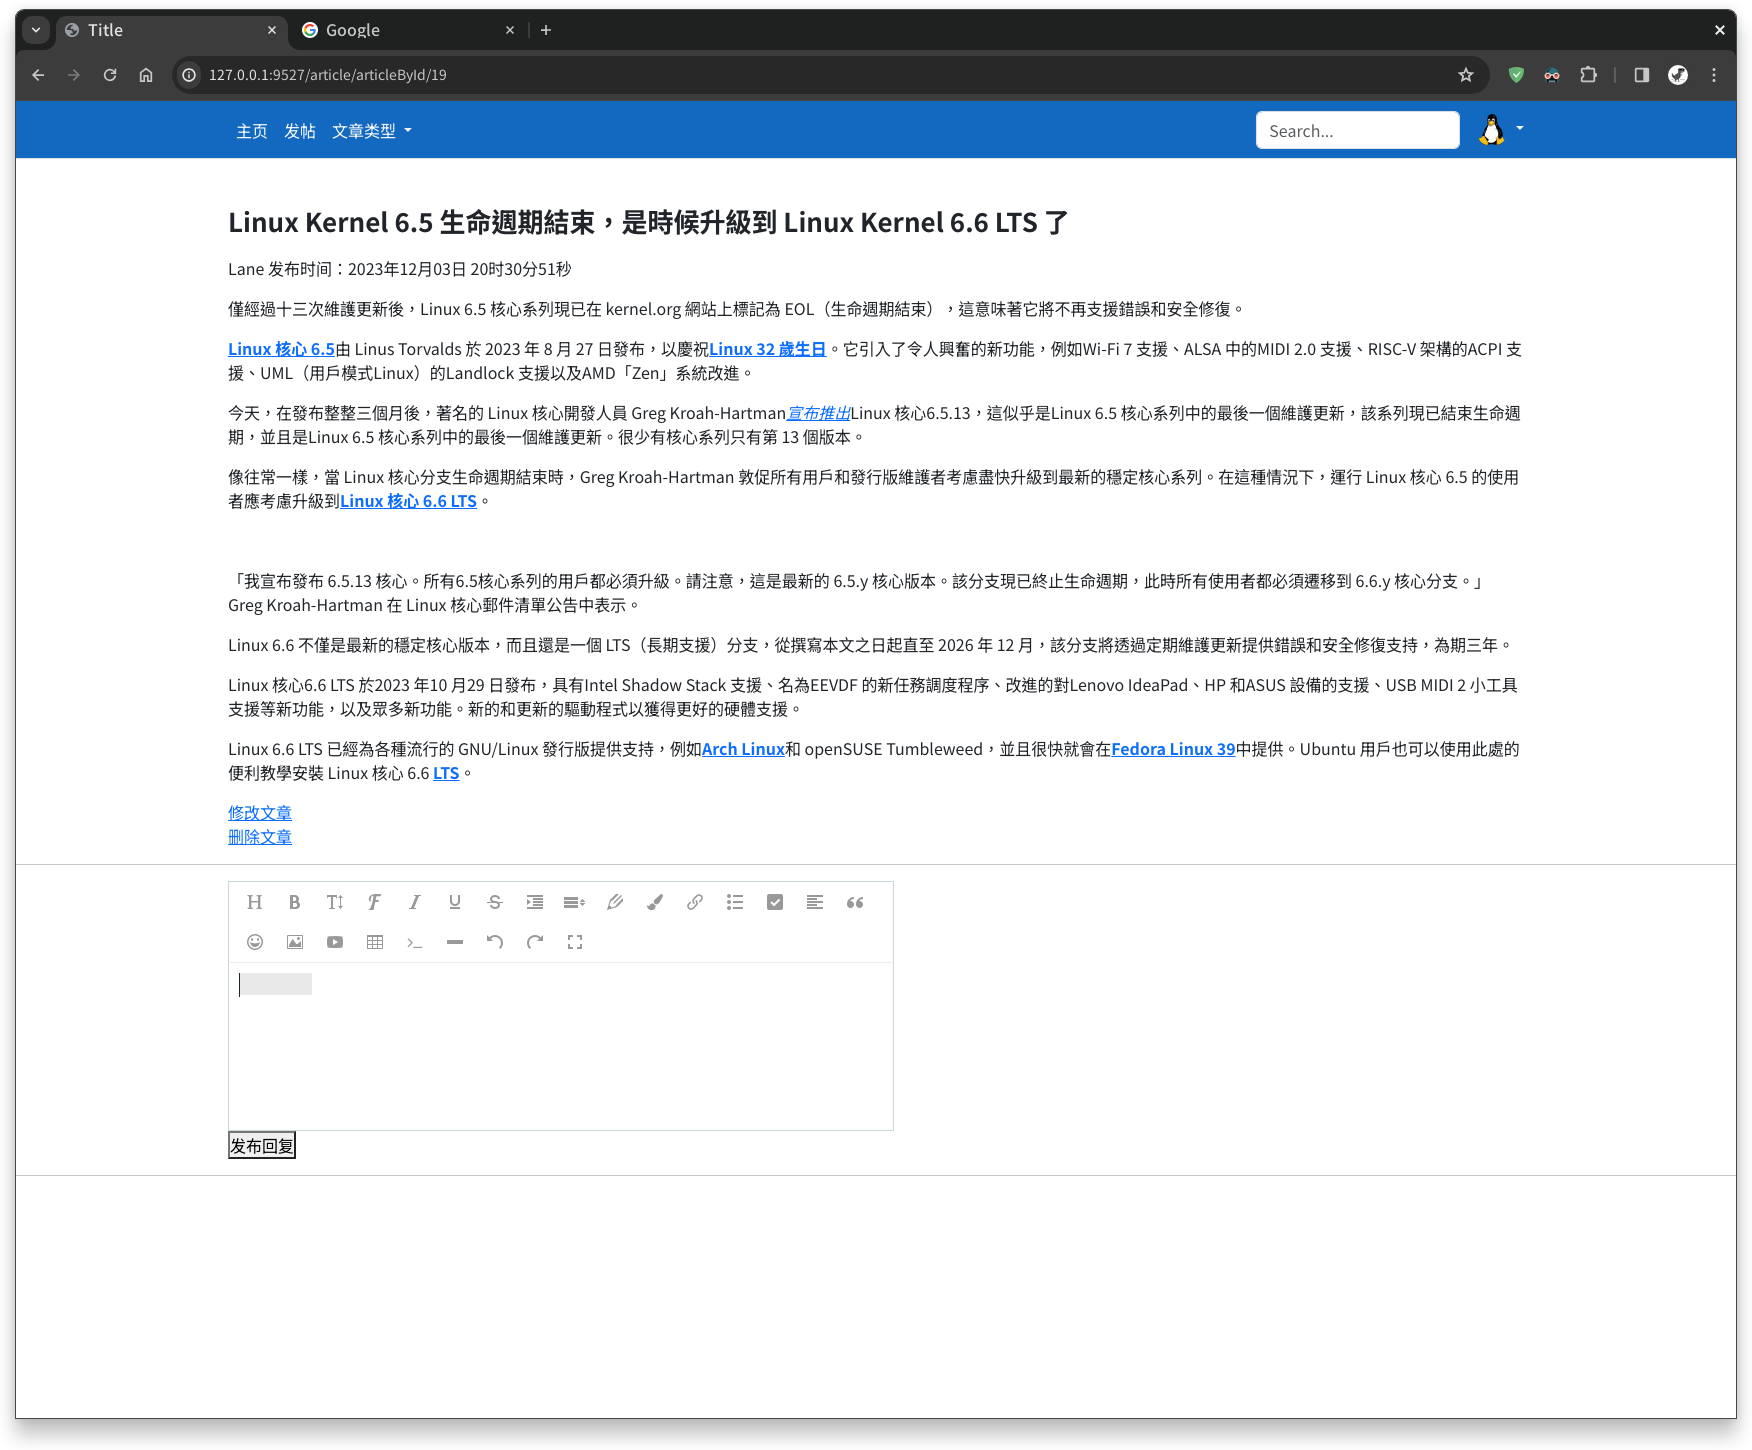 Title
Google
127.0.0.1:9527/article/articleById/19
主页 发帖 文章类型
Search...
Linux Kernel 6.5 生命週期結束，是時候升級到 Linux Kernel 6.6 LTS 了
Lane 发布时间：2023年12月03日 20时30分51秒
僅經過十三次維護更新後，Linux 6.5 核心系列現已在 kernel.org 網站上標記為 EOL（生命週期結束），這意味著它將不再支援錯誤和安全修復。
Linux 核心 6.5由 Linus Torvalds 於 2023 年 8 月 27 日發布，以慶祝Linux 32 歲生日。它引入了令人興奮的新功能，例如Wi-Fi 7 支援、ALSA 中的MIDI 2.0 支援、RISC-V 架構的ACPI 支
援、UML（用戶模式Linux）的Landlock 支援以及AMD「Zen」系統改進。
今天，在發布整整三個月後，著名的 Linux 核心開發人員 Greg Kroah-Hartman宣布推出Linux 核心6.5.13，這似乎是Linux 6.5 核心系列中的最後一個維護更新，該系列現已結束生命週
期，並且是Linux 6.5 核心系列中的最後一個維護更新。很少有核心系列只有第 13 個版本。
像往常一樣，當 Linux 核心分支生命週期結束時，Greg Kroah-Hartman 敦促所有用戶和發行版維護者考慮盡快升級到最新的穩定核心系列。在這種情況下，運行 Linux 核心 6.5 的使用
者應考慮升級到Linux 核心 6.6 LTS。
「我宣布發布 6.5.13 核心。所有6.5核心系列的用戶都必須升級。請注意，這是最新的 6.5.y 核心版本。該分支現已終止生命週期，此時所有使用者都必須遷移到 6.6.y 核心分支。」
Greg Kroah-Hartman 在 Linux 核心郵件清單公告中表示。
Linux 6.6 不僅是最新的穩定核心版本，而且還是一個 LTS（長期支援）分支，從撰寫本文之日起直至 2026 年 12 月，該分支將透過定期維護更新提供錯誤和安全修復支持，為期三年。
Linux 核心6.6 LTS 於2023 年10 月29 日發布，具有Intel Shadow Stack 支援、名為EEVDF 的新任務調度程序、改進的對Lenovo IdeaPad、HP 和ASUS 設備的支援、USB MIDI 2 小工具
支援等新功能，以及眾多新功能。新的和更新的驅動程式以獲得更好的硬體支援。
Linux 6.6 LTS 已經為各種流行的 GNU/Linux 發行版提供支持，例如Arch Linux和 openSUSE Tumbleweed，並且很快就會在Fedora Linux 39中提供。Ubuntu 用戶也可以使用此處的
便利教學安裝 Linux 核心 6.6 LTS。
修改文章
删除文章
发布回复